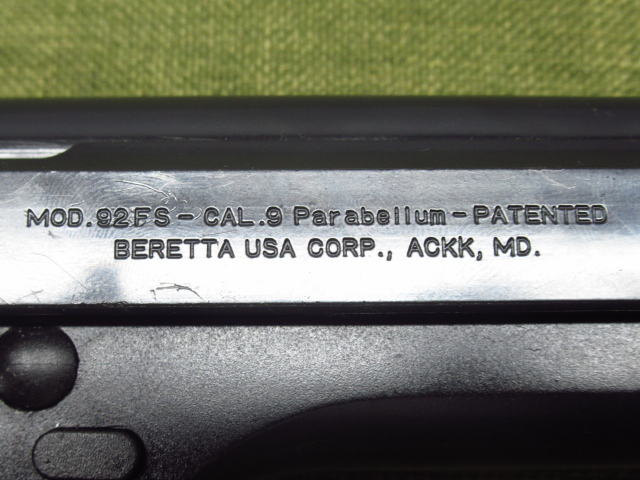 MOD.92FS-CAL.9 Parabellum-PATENTED
BERETTA USA CORP., ACKK, MD.